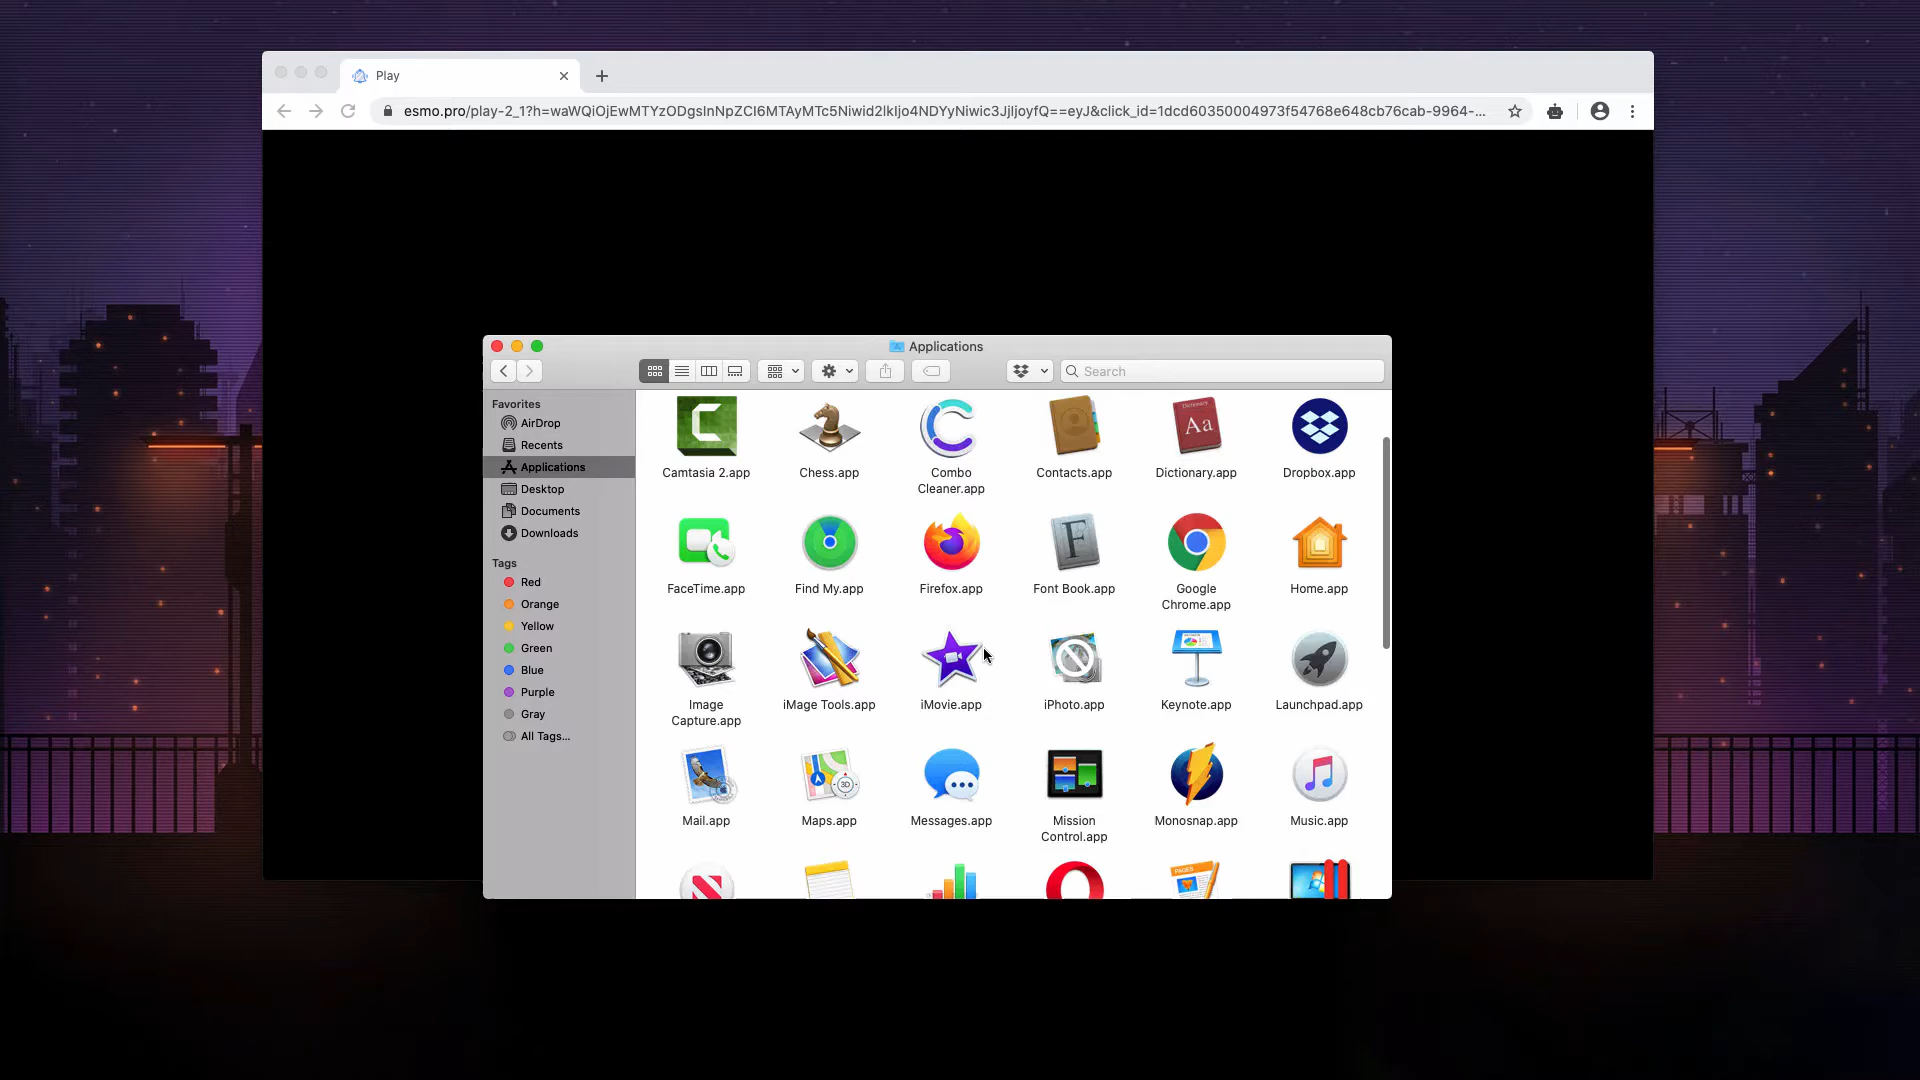 Play
esmo.pro/play-2_1?h=waWQiOjEwMTYzODgsInNpZCI6MTAyMTc5Niwid2lkIjo4NDYyNiwic3JjIjoyfQ==eyJ&click_id=1dcd60350004973f54768e648cb76cab-9964-...
Applications
Search
Favorites
AirDrop
Recents
Applications
Desktop
Documents
Downloads
Tags
Red
Orange
Yellow
Green
Blue
Purple
Gray
All Tags...
Dictionary
Aa
Camtasia 2.app
Chess.app
Combo
Cleaner.app
Contacts.app
Dictionary.app
Dropbox.app
F
FaceTime.app
Find My.app
Firefox.app
Font Book.app
Google
Chrome.app
Home.app
Image
Capture.app
iMage Tools.app
iMovie.app
iPhoto.app
Keynote.app
Launchpad.app
3D
Mail.app
Maps.app
Messages.app
Mission
Control.app
Monosnap.app
Music.app
PAGES